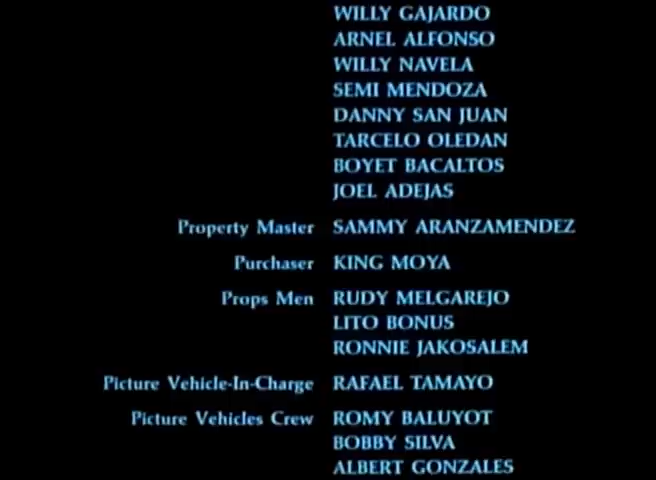 WILLY GAJARDO
ARNEL ALFONSO
WILLY NAVELA
SEMI MENDOZA
DANNY SAN JUAN
TARCELO OLEDAN
BOYET BACALTOS
JOEL ADEJAS
Property Master SAMMY ARANZAMENDEZ
Purchaser KING MOYA
Props Men RUDY MELGAREJO
LITO BONUS
RONNIE JAKOSALEM
Picture Vehicle-In-Charge RAFAEL TAMAYO
Picture Vehicles Crew ROMY BALUYOT
BOBBY SILVA
ALBERT GONZALES